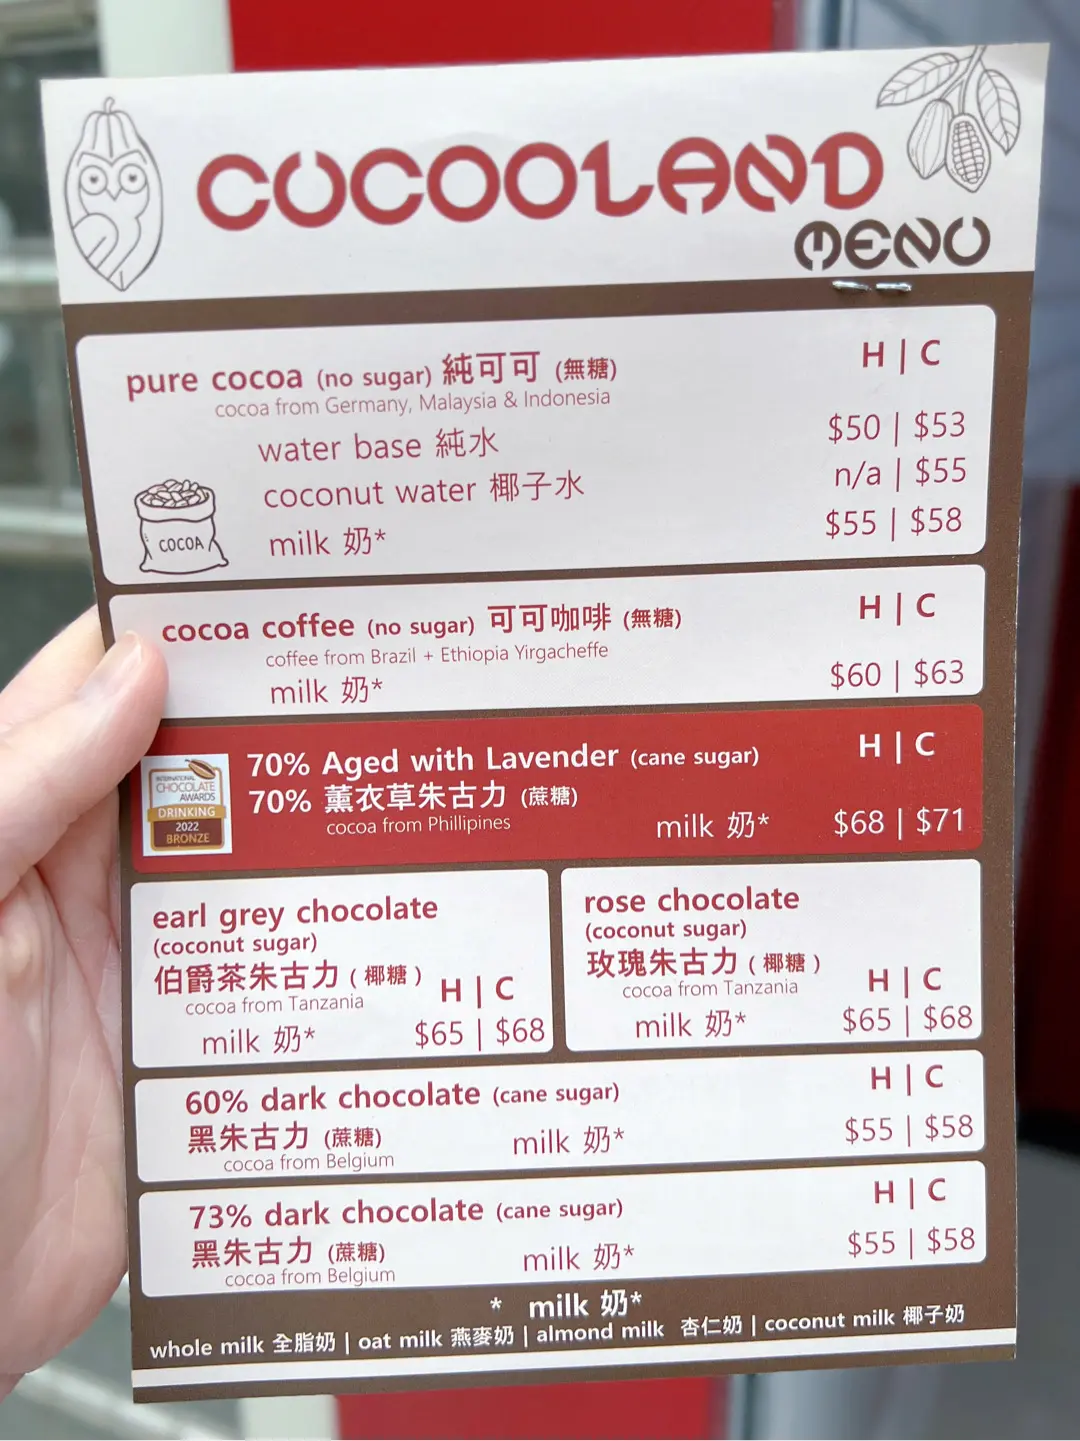 COCOOLAND
MENU
pure cocoa (no sugar) 純可可 (無糖) H | C
cocoa from Germany, Malaysia & Indonesia
water base 純水 $50 | $53
coconut water 椰子水 n/a | $55
milk 奶* $55 | $58
COCOA
cocoa coffee (no sugar) 可可咖啡 (無糖) H | C
coffee from Brazil + Ethiopia Yirgacheffe
milk 奶* $60 | $63
70% Aged with Lavender (cane sugar) H | C
70% 薰衣草朱古力 (蔗糖)
cocoa from Phillipines
milk 奶* $68 | $71
INTERNATIONAL
CHOCOLATE
AWARDS
DRINKING
2022
BRONZE
earl grey chocolate
(coconut sugar)
伯爵茶朱古力 ( 椰糖 )
cocoa from Tanzania H | C
milk 奶* $65 | $68
rose chocolate
(coconut sugar)
玫瑰朱古力 ( 椰糖 )
cocoa from Tanzania H | C
milk 奶* $65 | $68
60% dark chocolate (cane sugar) H | C
黑朱古力 (蔗糖) milk 奶* $55 | $58
cocoa from Belgium
73% dark chocolate (cane sugar) H | C
黑朱古力 (蔗糖) milk 奶* $55 | $58
cocoa from Belgium
* milk 奶*
whole milk 全脂奶 | oat milk 燕麥奶 | almond milk 杏仁奶 | coconut milk 椰子奶